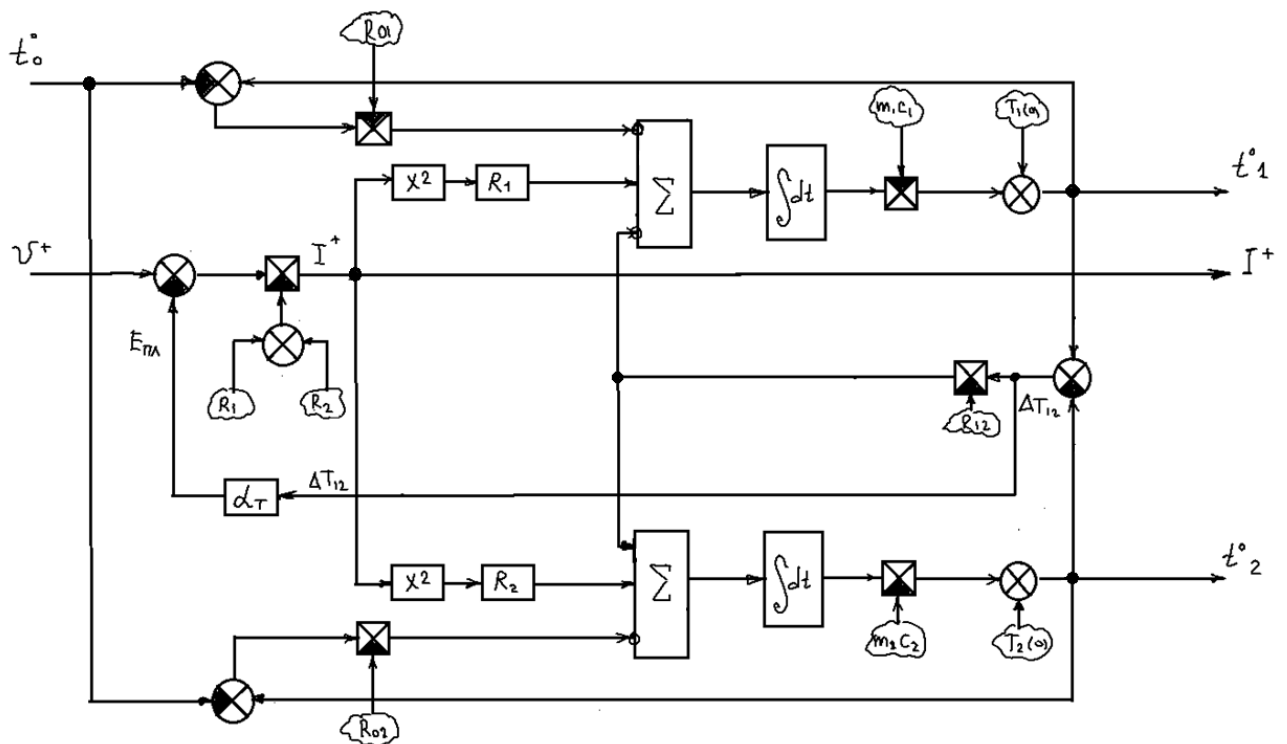 t°₀
R01
m₁C₁
T₁(0)
X²
R₁
Σ
∫dt
t°1
υ⁺
I⁺
I⁺
Eпл
R₁
R₂
R12
ΔT₁₂
ΔT₁₂
αT
X²
R₂
Σ
∫dt
t°2
m₂C₂
T₂(0)
R02